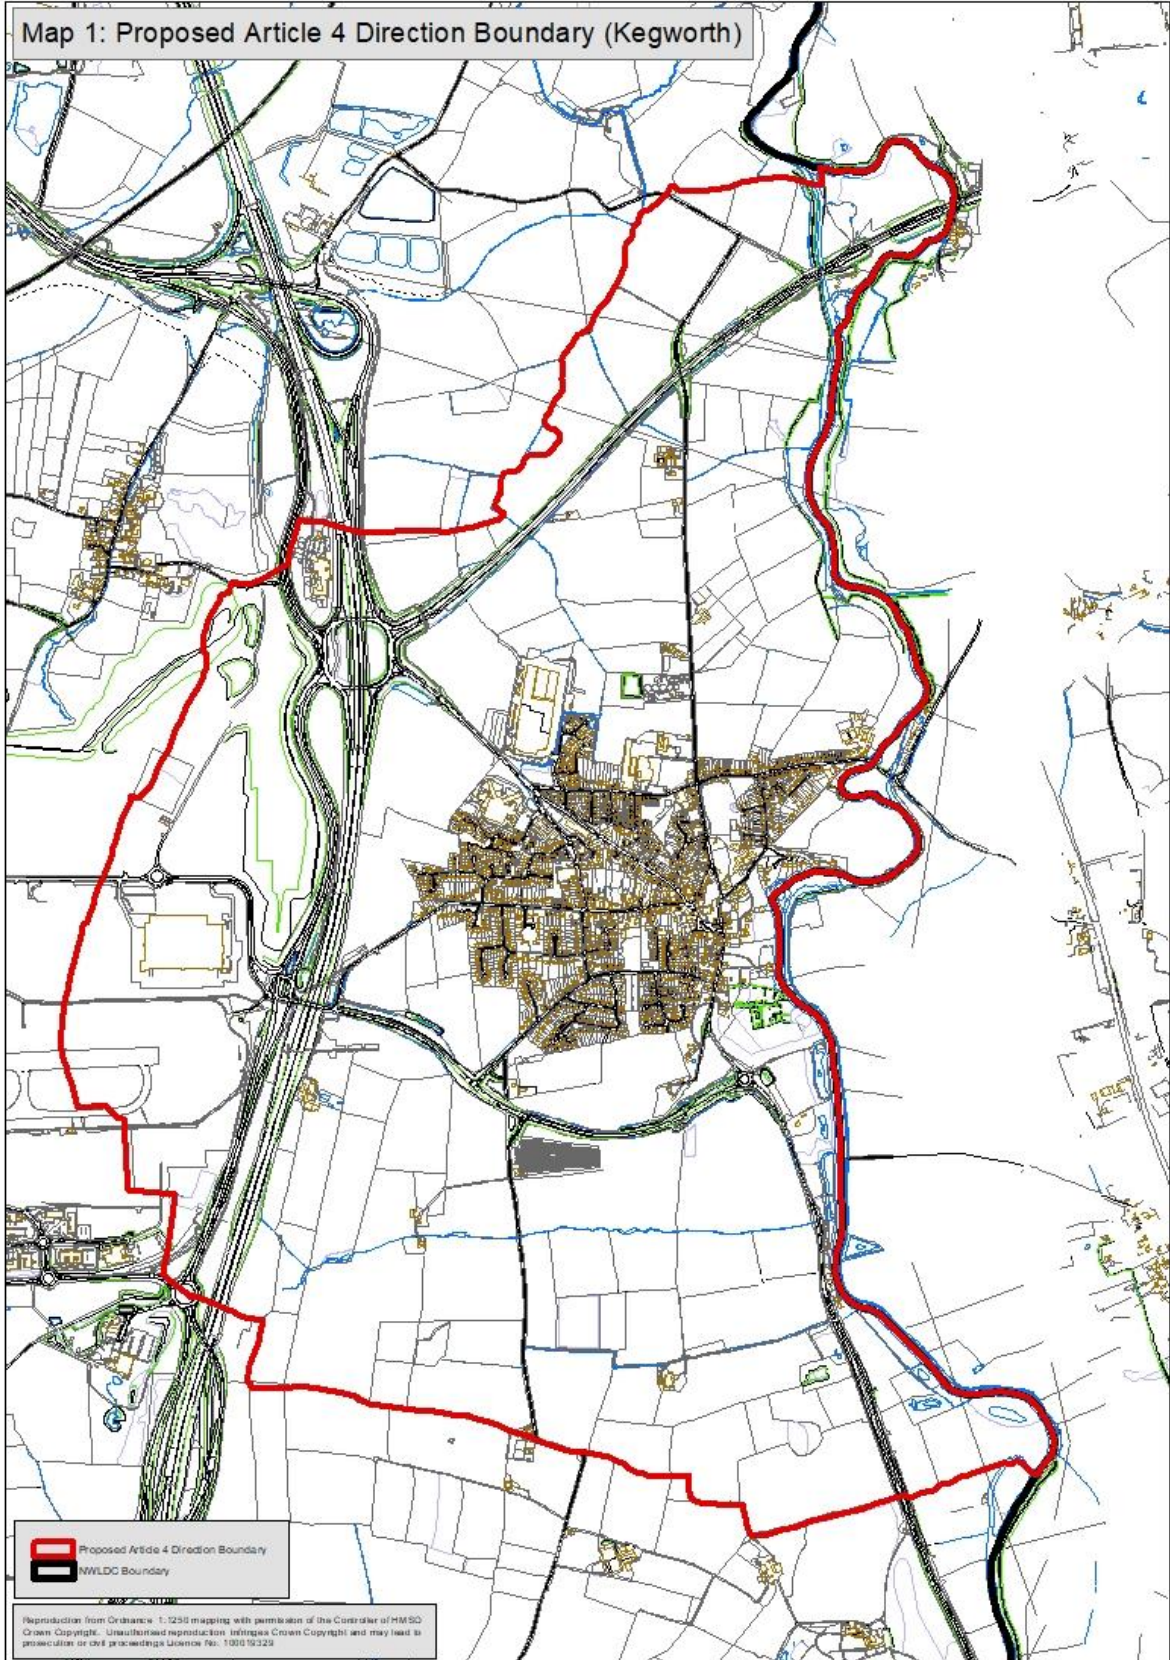 Map 1: Proposed Article 4 Direction Boundary (Kegworth)
Proposed Article 4 Direction Boundary
NWLDC Boundary
Reproduction from Ordnance 1:1250 mapping with permission of the Controller of HMSO
Crown Copyright. Unauthorised reproduction infringes Crown Copyright and may lead to
prosecution or civil proceedings Licence No: 100019329